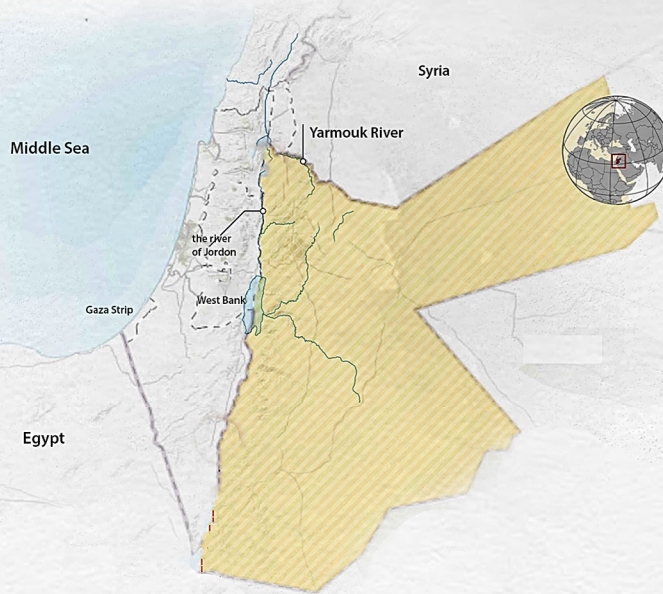 Syria
Yarmouk River
Middle Sea
the river
of Jordon
West Bank
Gaza Strip
Egypt